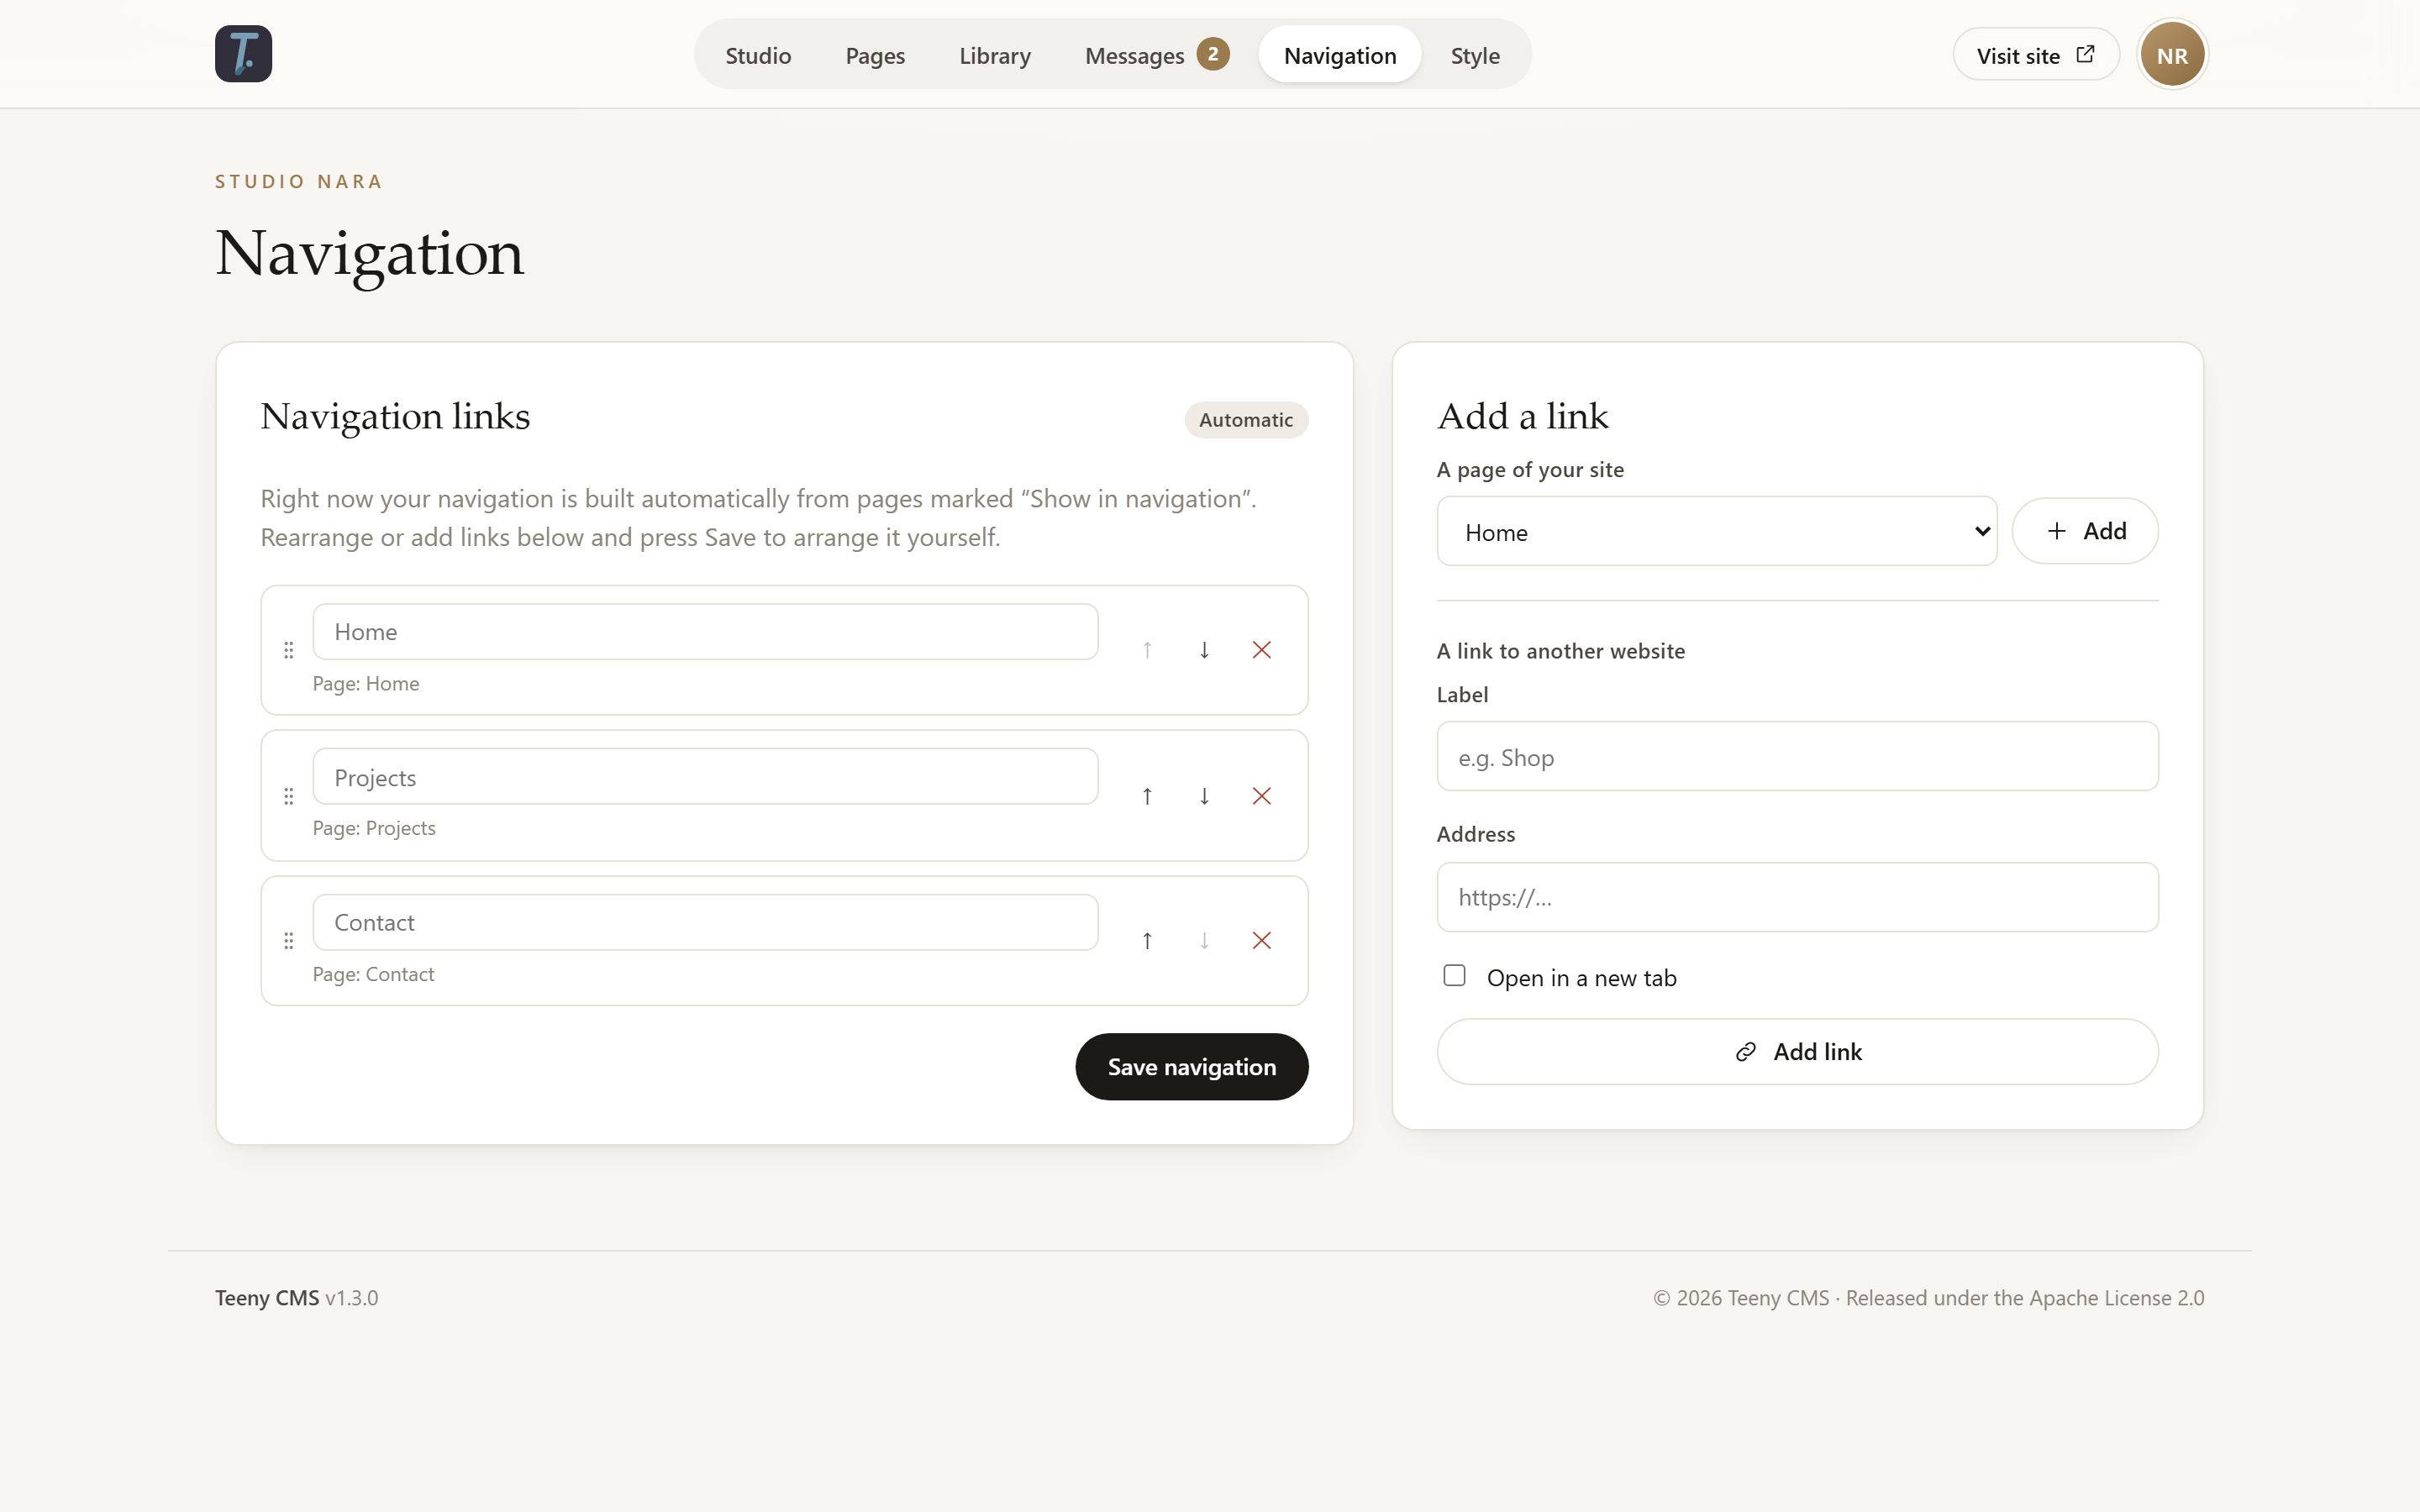 T.
Studio
Pages
Library
Messages 2
Navigation
Style
Visit site
NR
STUDIO NARA
Navigation
Navigation links
Automatic
Right now your navigation is built automatically from pages marked “Show in navigation”.
Rearrange or add links below and press Save to arrange it yourself.
Home
Page: Home
Projects
Page: Projects
Contact
Page: Contact
Save navigation
Add a link
A page of your site
Home
Add
A link to another website
Label
e.g. Shop
Address
https://...
Open in a new tab
Add link
Teeny CMS v1.3.0
© 2026 Teeny CMS · Released under the Apache License 2.0